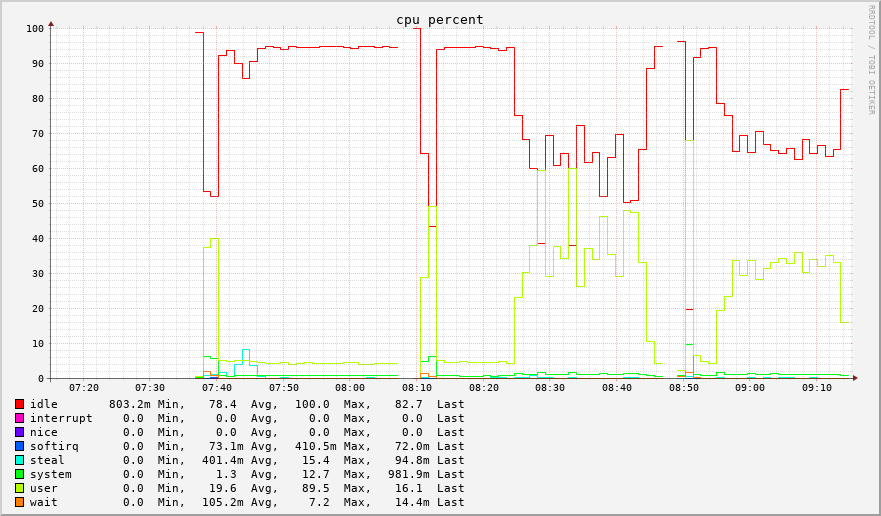 cpu percent
RRDTOOL / TOBI OETIKER
100
90
80
70
60
50
40
30
20
10
0
07:20 07:30 07:40 07:50 08:00 08:10 08:20 08:30 08:40 08:50 09:00 09:10
idle 803.2m Min, 78.4 Avg, 100.0 Max, 82.7 Last
interrupt 0.0 Min, 0.0 Avg, 0.0 Max, 0.0 Last
nice 0.0 Min, 0.0 Avg, 0.0 Max, 0.0 Last
softirq 0.0 Min, 73.1m Avg, 410.5m Max, 72.0m Last
steal 0.0 Min, 401.4m Avg, 15.4 Max, 94.8m Last
system 0.0 Min, 1.3 Avg, 12.7 Max, 981.9m Last
user 0.0 Min, 19.6 Avg, 89.5 Max, 16.1 Last
wait 0.0 Min, 105.2m Avg, 7.2 Max, 14.4m Last